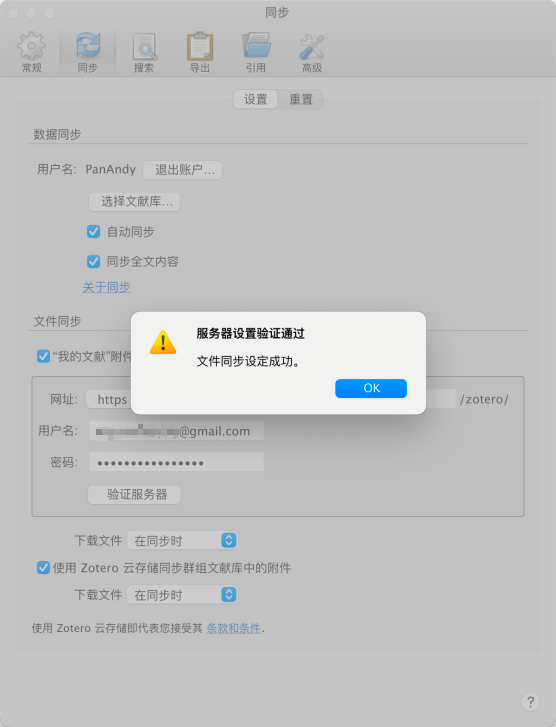 同步
常规
同步
搜索
导出
引用
高级
设置
重置
数据同步
用户名: PanAndy 退出账户...
选择文献库...
自动同步
同步全文内容
关于同步
文件同步
“我的文献”附件
服务器设置验证通过
文件同步设定成功。
OK
网址: https /zotero/
用户名: @gmail.com
密码: ••••••••••••••••
验证服务器
下载文件 在同步时
使用 Zotero 云存储同步群组文献库中的附件
下载文件 在同步时
使用 Zotero 云存储即代表您接受其 条款和条件.
?